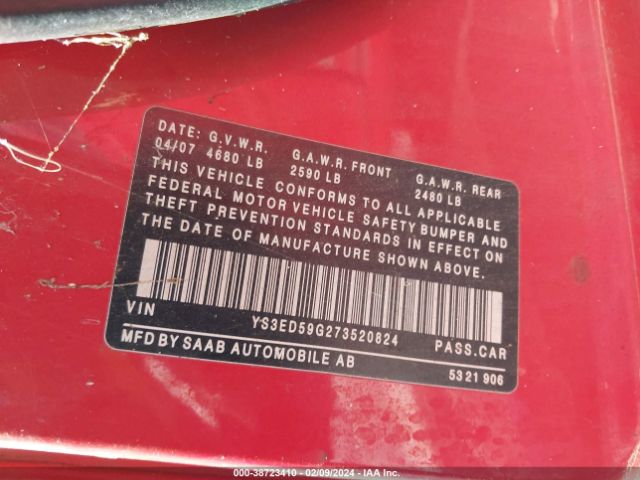 DATE: G.V.W.R. G.A.W.R. FRONT G.A.W.R. REAR
04/07 4680 LB 2590 LB 2480 LB
THIS VEHICLE CONFORMS TO ALL APPLICABLE
FEDERAL MOTOR VEHICLE SAFETY BUMPER AND
THEFT PREVENTION STANDARDS IN EFFECT ON
THE DATE OF MANUFACTURE SHOWN ABOVE.
VIN YS3ED59G273520824 PASS.CAR
MFD BY SAAB AUTOMOBILE AB
5321906
00-38723410 - 02/09/2024 - IAA Inc.